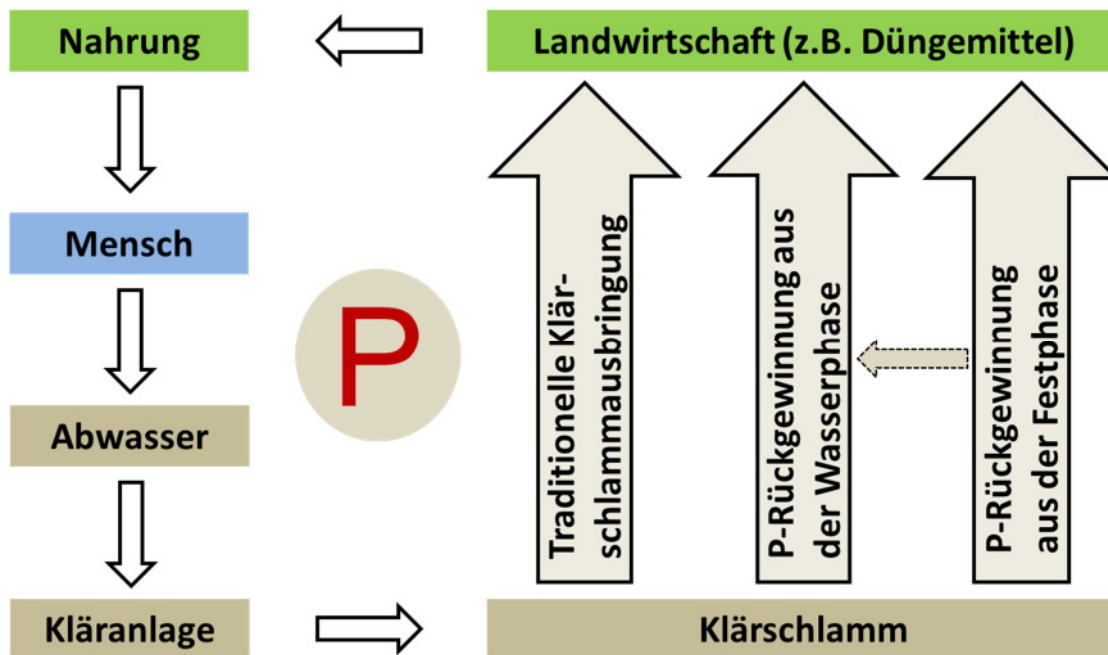 Nahrung
Landwirtschaft (z.B. Düngemittel)
Mensch
P
Abwasser
Kläranlage
Klärschlamm
Traditionelle Klär-
schlammausbringung
P-Rückgewinnung aus
der Wasserphase
P-Rückgewinnung
aus der Festphase